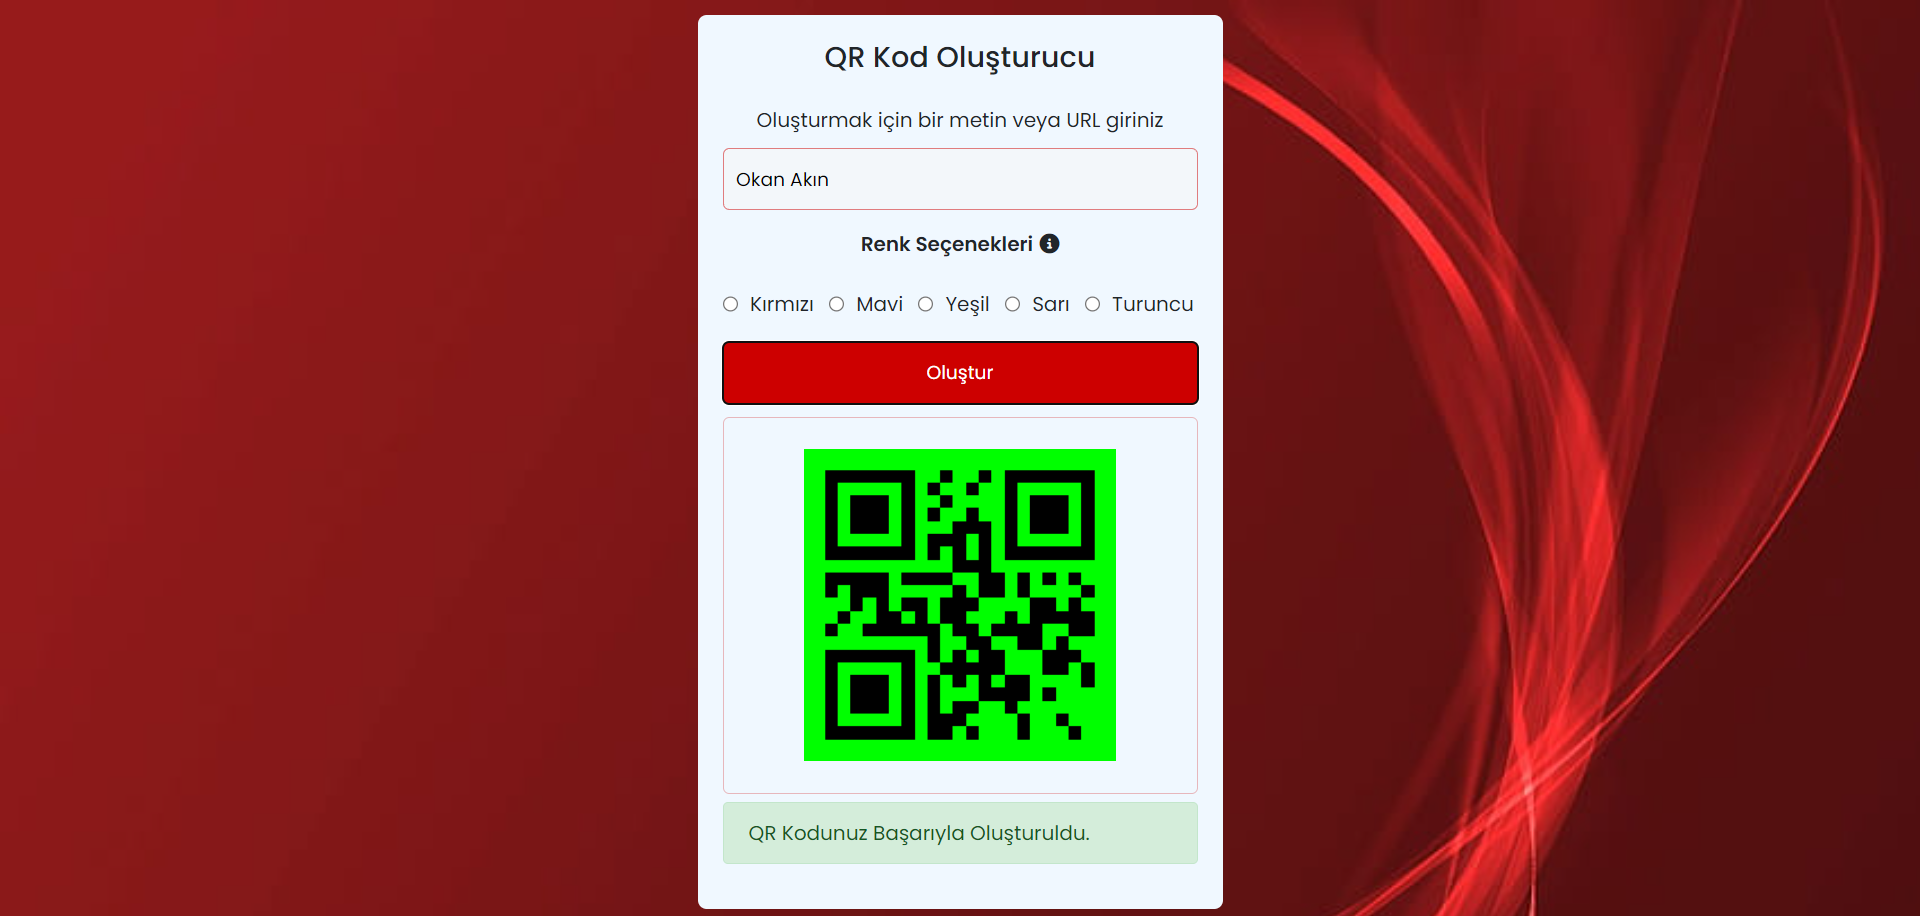 QR Kod Oluşturucu
Oluşturmak için bir metin veya URL giriniz
Okan Akın
Renk Seçenekleri
Kırmızı Mavi Yeşil Sarı Turuncu
Oluştur
QR Kodunuz Başarıyla Oluşturuldu.